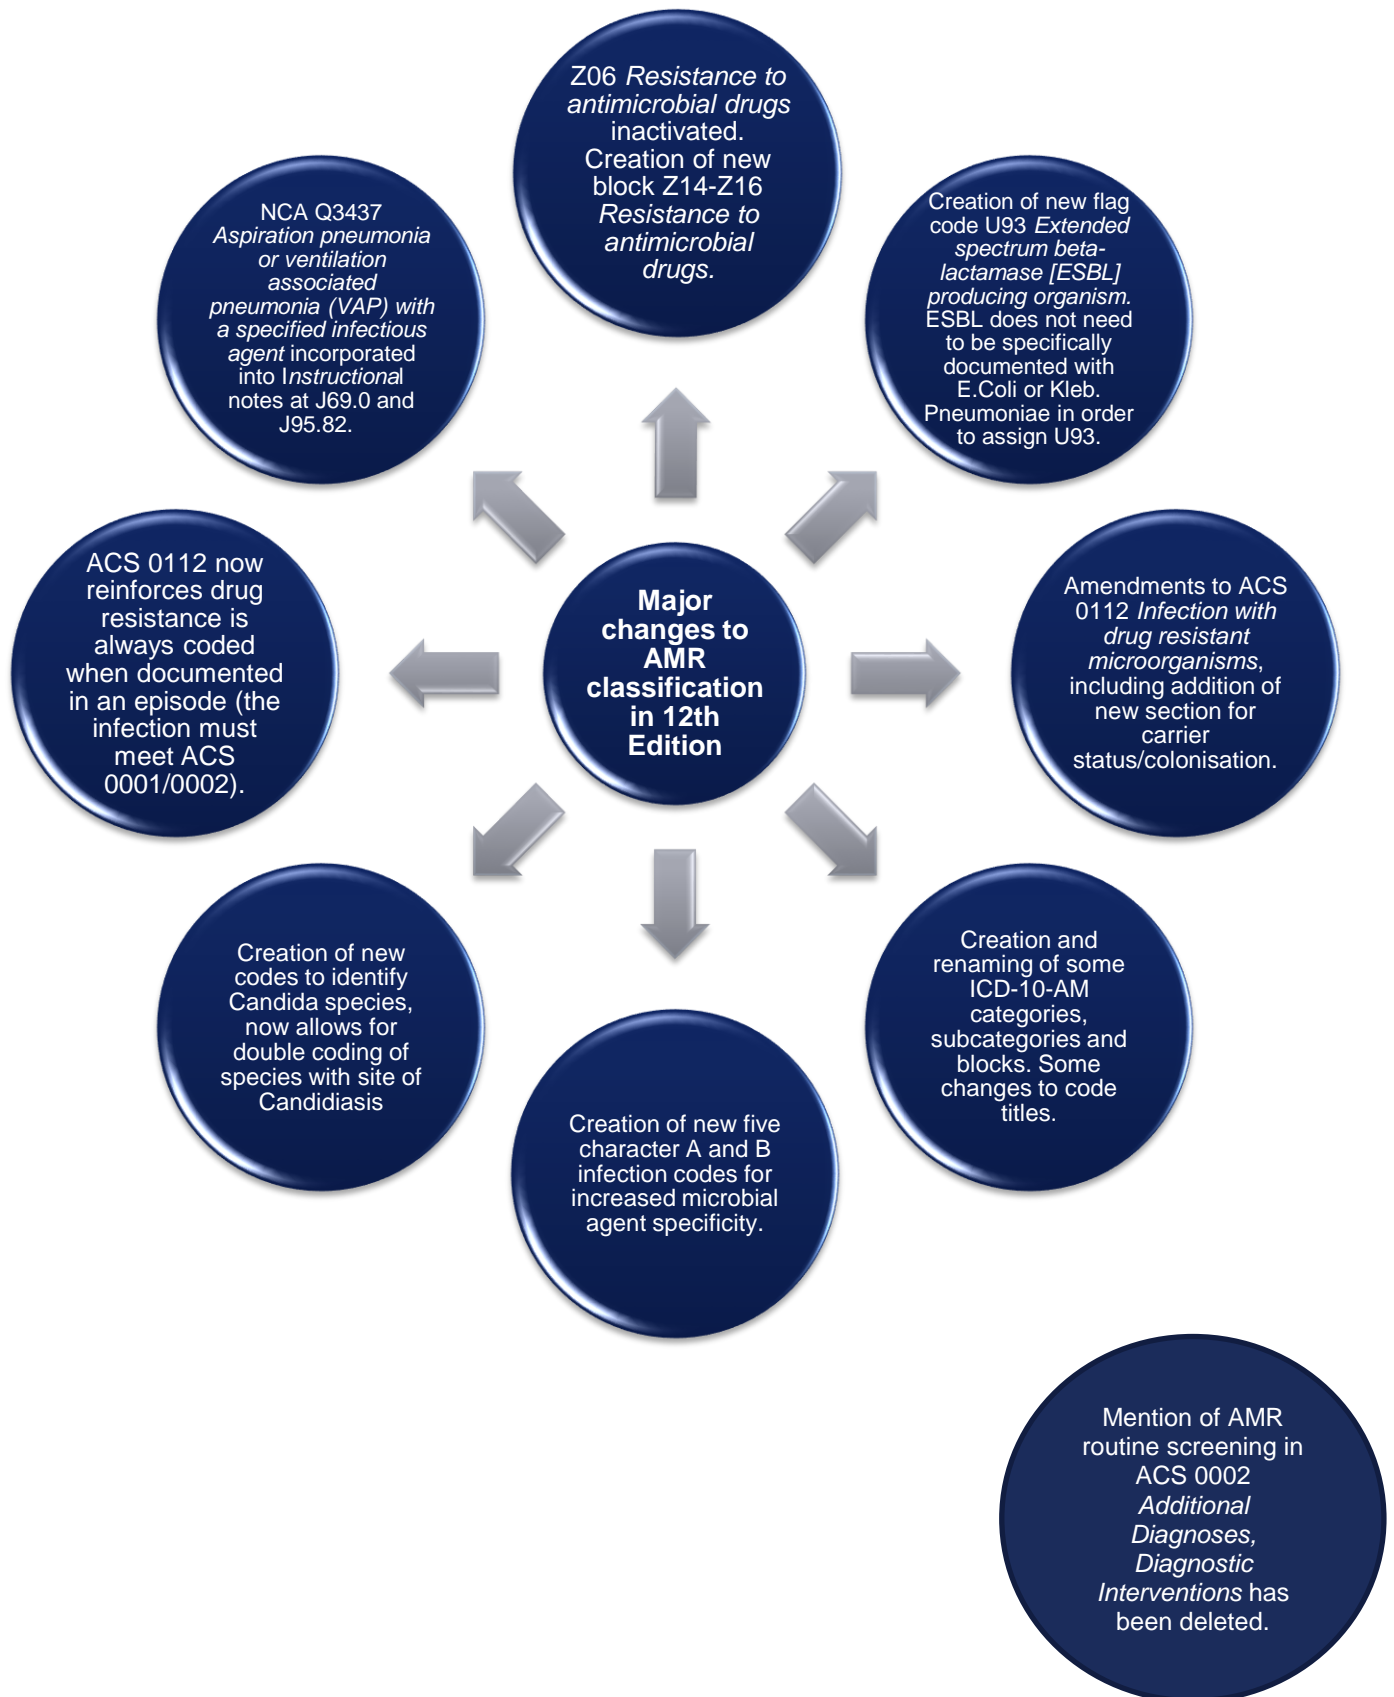 Z06 Resistance to
antimicrobial drugs
inactivated.
Creation of new
block Z14-Z16
Resistance to
antimicrobial
drugs.
Creation of new flag
code U93 Extended
spectrum beta-
lactamase [ESBL]
producing organism.
ESBL does not need
to be specifically
documented with
E.Coli or Kleb.
Pneumoniae in order
to assign U93.
Amendments to ACS
0112 Infection with
drug resistant
microorganisms,
including addition of
new section for
carrier
status/colonisation.
Creation and
renaming of some
ICD-10-AM
categories,
subcategories and
blocks. Some
changes to code
titles.
Creation of new five
character A and B
infection codes for
increased microbial
agent specificity.
Creation of new
codes to identify
Candida species,
now allows for
double coding of
species with site of
Candidiasis
ACS 0112 now
reinforces drug
resistance is
always coded
when documented
in an episode (the
infection must
meet ACS
0001/0002).
NCA Q3437
Aspiration pneumonia
or ventilation
associated
pneumonia (VAP) with
a specified infectious
agent incorporated
into Instructional
notes at J69.0 and
J95.82.
Major
changes to
AMR
classification
in 12th
Edition
Mention of AMR
routine screening in
ACS 0002
Additional
Diagnoses,
Diagnostic
Interventions has
been deleted.